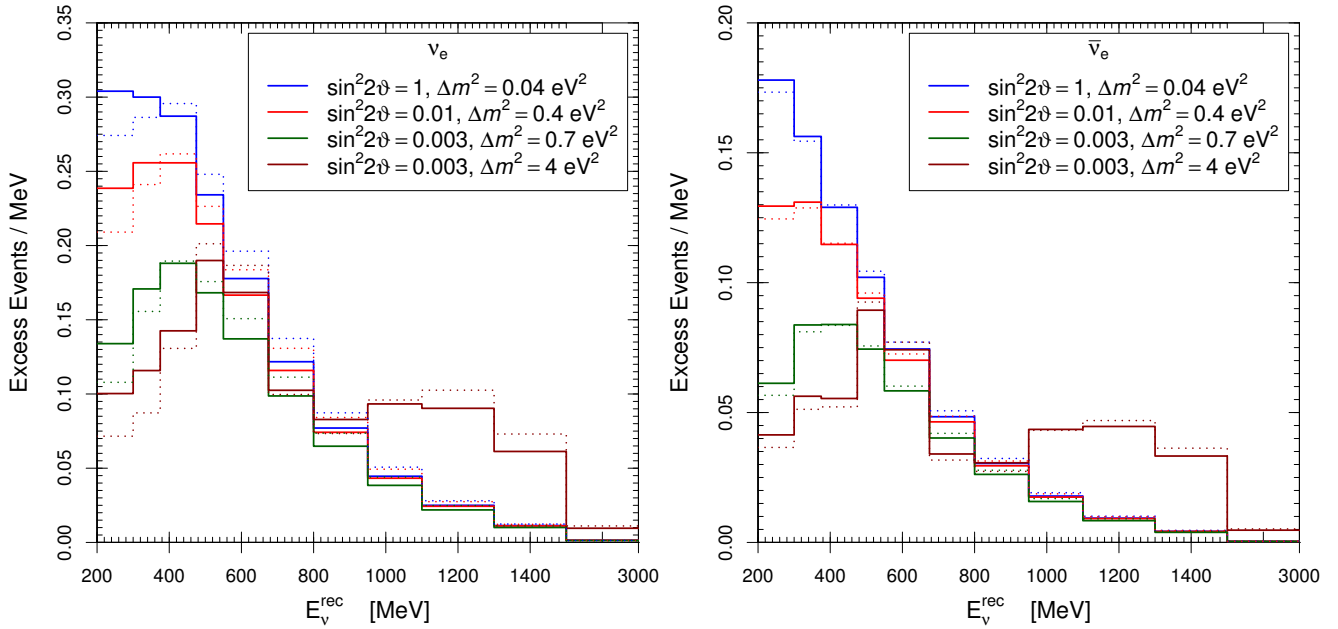 Excess Events / MeV
0.00 0.05 0.10 0.15 0.20 0.25 0.30 0.35
νe
sin²2ϑ = 1, Δm² = 0.04 eV²
sin²2ϑ = 0.01, Δm² = 0.4 eV²
sin²2ϑ = 0.003, Δm² = 0.7 eV²
sin²2ϑ = 0.003, Δm² = 4 eV²
200 400 600 800 1000 1200 1400 3000
Eν^rec [MeV]
Excess Events / MeV
0.00 0.05 0.10 0.15 0.20
ν̄e
sin²2ϑ = 1, Δm² = 0.04 eV²
sin²2ϑ = 0.01, Δm² = 0.4 eV²
sin²2ϑ = 0.003, Δm² = 0.7 eV²
sin²2ϑ = 0.003, Δm² = 4 eV²
200 400 600 800 1000 1200 1400 3000
Eν^rec [MeV]